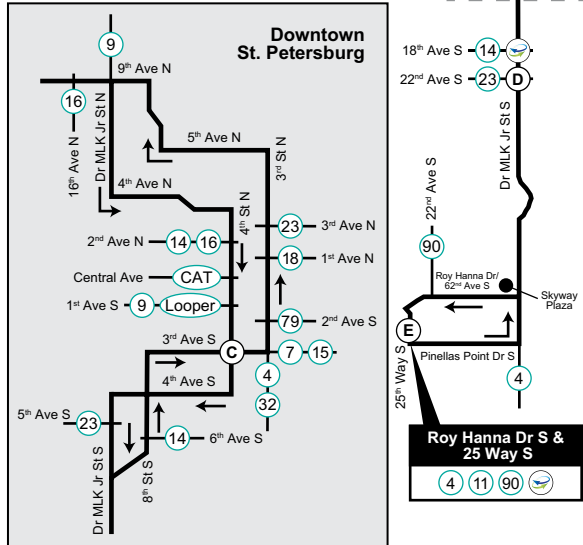 Downtown
St. Petersburg
9
9th Ave N
16
16th Ave N
Dr MLK Jr St N
5th Ave N
3rd St N
4th Ave N
4th St N
2nd Ave N 14 16
23 3rd Ave N
Central Ave CAT
18 1st Ave N
1st Ave S 9 Looper
79 2nd Ave S
3rd Ave S
C
7 15
4th Ave S
4
32
5th Ave S
23
14 6th Ave S
Dr MLK Jr St S
8th St S
18th Ave S 14
22nd Ave S 23 D
Dr MLK Jr St S
22nd Ave S
90
Roy Hanna Dr/
62nd Ave S
Skyway
Plaza
E
25th Way S
Pinellas Point Dr S
4
Roy Hanna Dr S &
25 Way S
4 11 90